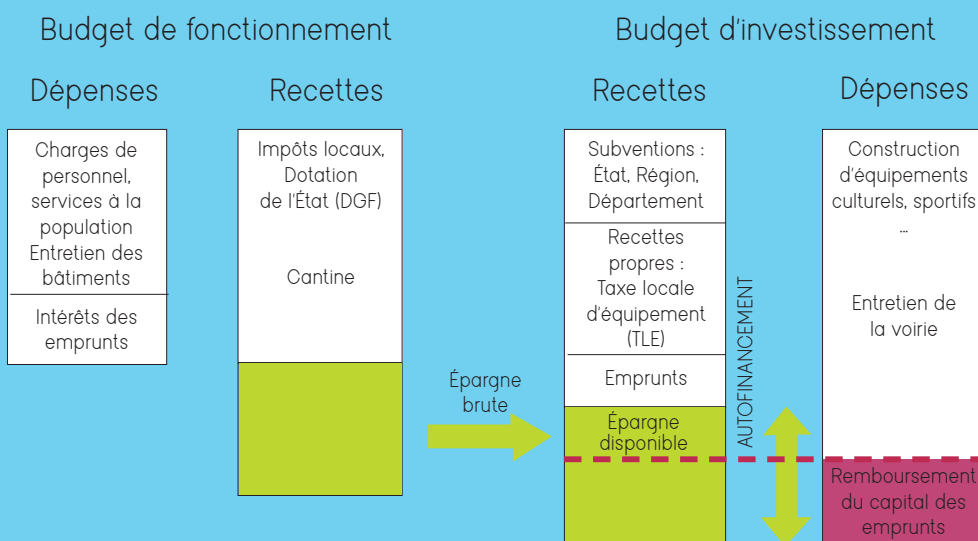 Budget de fonctionnement
Dépenses
Charges de
personnel,
services à la
population
Entretien des
bâtiments
Intérêts des
emprunts
Recettes
Impôts locaux,
Dotation
de l'État (DGF)
Cantine
Épargne
brute
Budget d'investissement
Recettes
Subventions :
État, Région,
Département
Recettes
propres :
Taxe locale
d'équipement
(TLE)
Emprunts
Épargne
disponible
AUTOFINANCEMENT
Dépenses
Construction
d'équipements
culturels, sportifs
...
Entretien de
la voirie
Remboursement
du capital des
emprunts